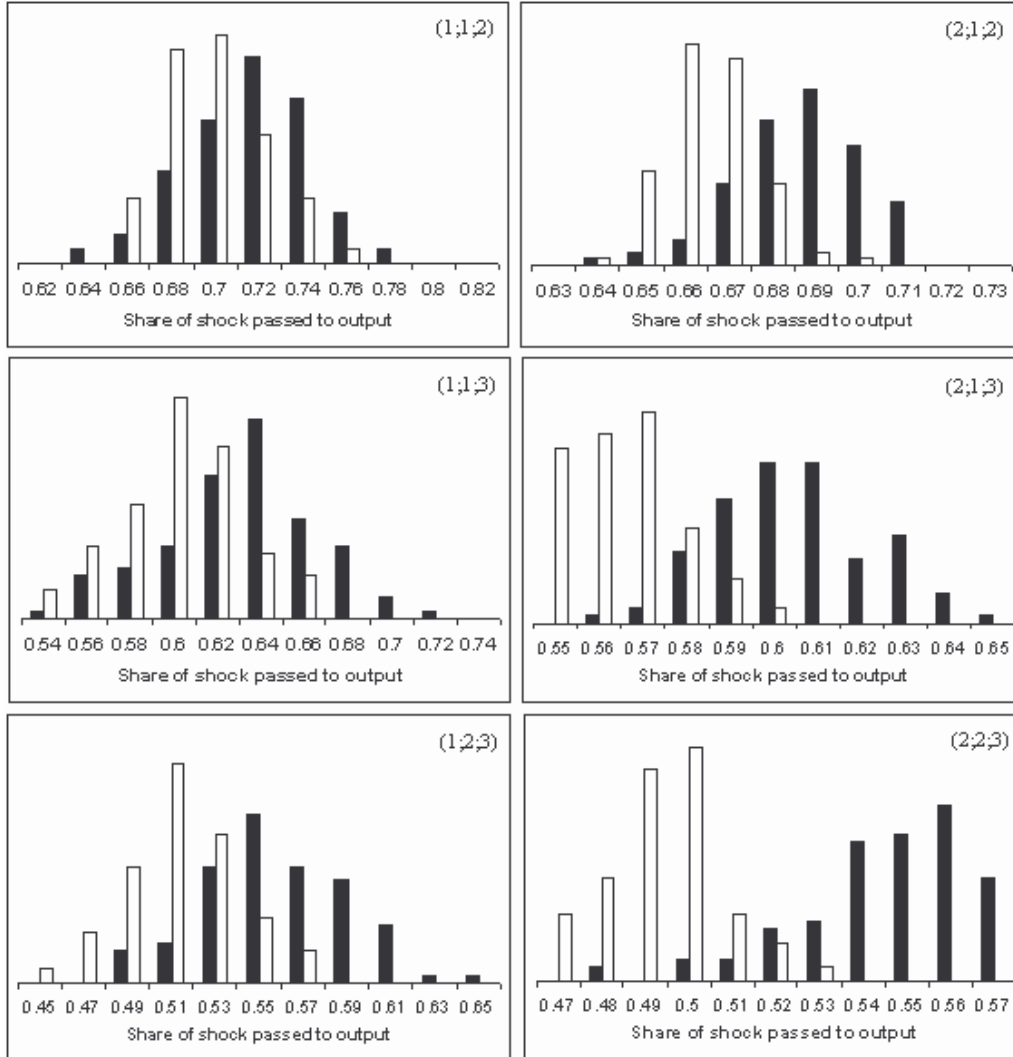 (1;1;2)
0.62 0.64 0.66 0.68 0.7 0.72 0.74 0.76 0.78 0.8 0.82
Share of shock passed to output
(2;1;2)
0.63 0.64 0.65 0.66 0.67 0.68 0.69 0.7 0.71 0.72 0.73
Share of shock passed to output
(1;1;3)
0.54 0.56 0.58 0.6 0.62 0.64 0.66 0.68 0.7 0.72 0.74
Share of shock passed to output
(2;1;3)
0.55 0.56 0.57 0.58 0.59 0.6 0.61 0.62 0.63 0.64 0.65
Share of shock passed to output
(1;2;3)
0.45 0.47 0.49 0.51 0.53 0.55 0.57 0.59 0.61 0.63 0.65
Share of shock passed to output
(2;2;3)
0.47 0.48 0.49 0.5 0.51 0.52 0.53 0.54 0.55 0.56 0.57
Share of shock passed to output